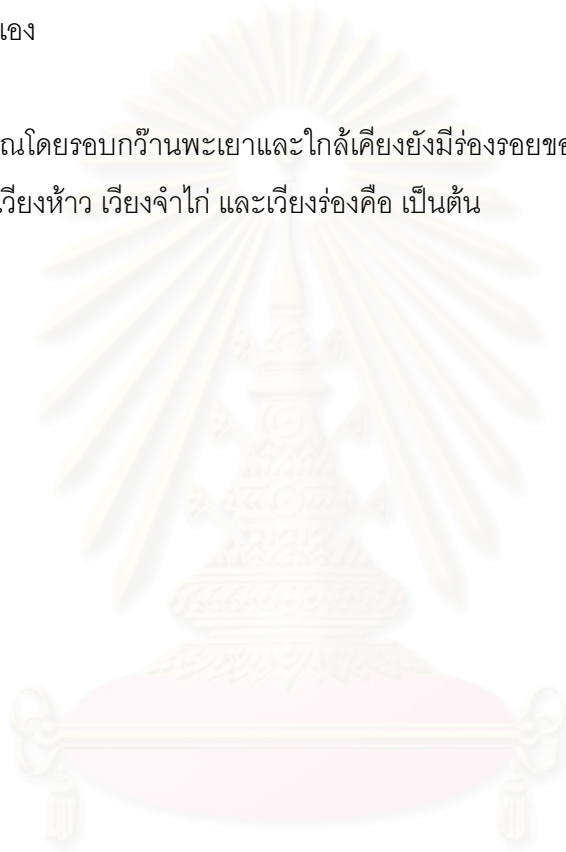 เอง
ณโดยรอบกว๊านพะเยาและใกล้เคียงยังมีร่องรอยขอ
เวียงห้าว เวียงจำไก่ และเวียงร่องคือ เป็นต้น